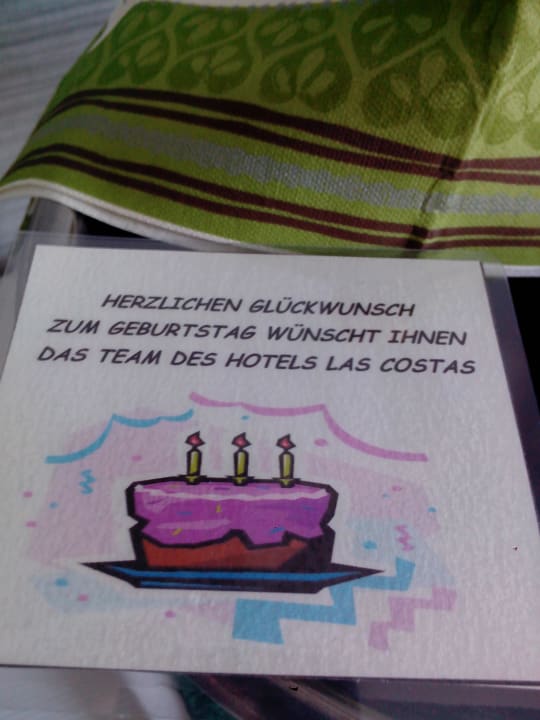 HERZLICHEN GLÜCKWUNSCH
ZUM GEBURTSTAG WÜNSCHT IHNEN
DAS TEAM DES HOTELS LAS COSTAS